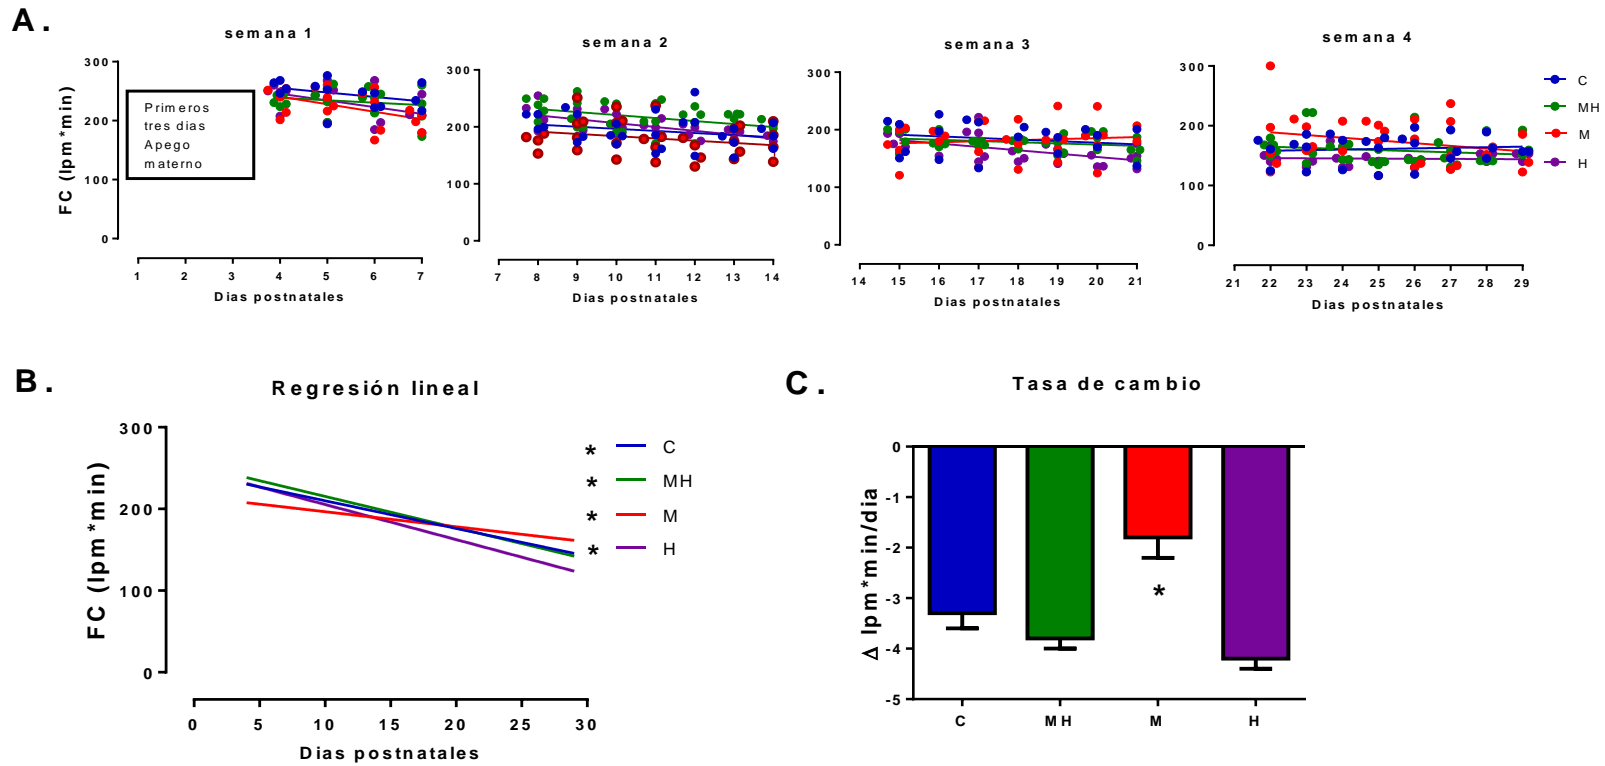 A.
semana 1
semana 2
semana 3
semana 4
FC (lpm*min)
300
200
100
0
Primeros
tres dias
Apego
materno
1 2 3 4 5 6 7
Dias postnatales
300
200
100
0
7 8 9 10 11 12 13 14
Dias postnatales
300
200
100
0
14 15 16 17 18 19 20 21
Dias postnatales
300
200
100
0
21 22 23 24 25 26 27 28 29
Dias postnatales
C
MH
M
H
B.
Regresión lineal
FC (lpm*min)
300
200
100
0
0 5 10 15 20 25 30
Dias postnatales
* C
* MH
* M
* H
C.
Tasa de cambio
Δ lpm*min/dia
0
-1
-2
-3
-4
-5
*
C MH M H